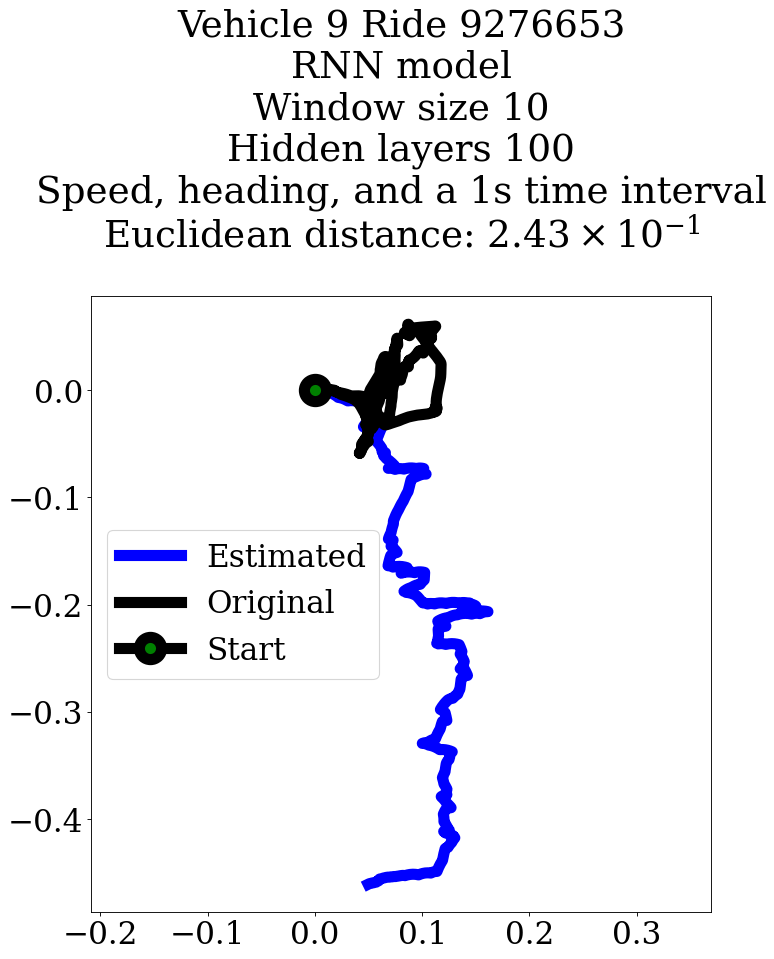 Vehicle 9 Ride 9276653
RNN model
Window size 10
Hidden layers 100
Speed, heading, and a 1s time interval
Euclidean distance: 2.43 × 10⁻¹
0.0
−0.1
−0.2
−0.3
−0.4
Estimated
Original
Start
−0.2 −0.1 0.0 0.1 0.2 0.3